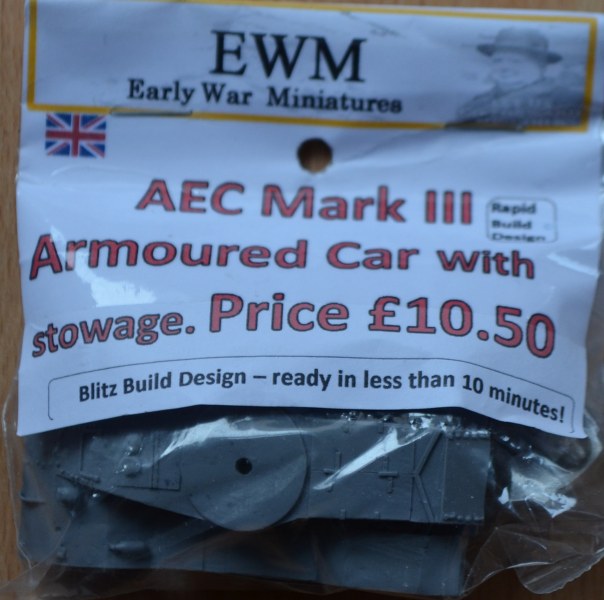 EWM
Early War Miniatures
AEC Mark III
Rapid
Build
Design
Armoured Car with
stowage. Price £10.50
Blitz Build Design – ready in less than 10 minutes!